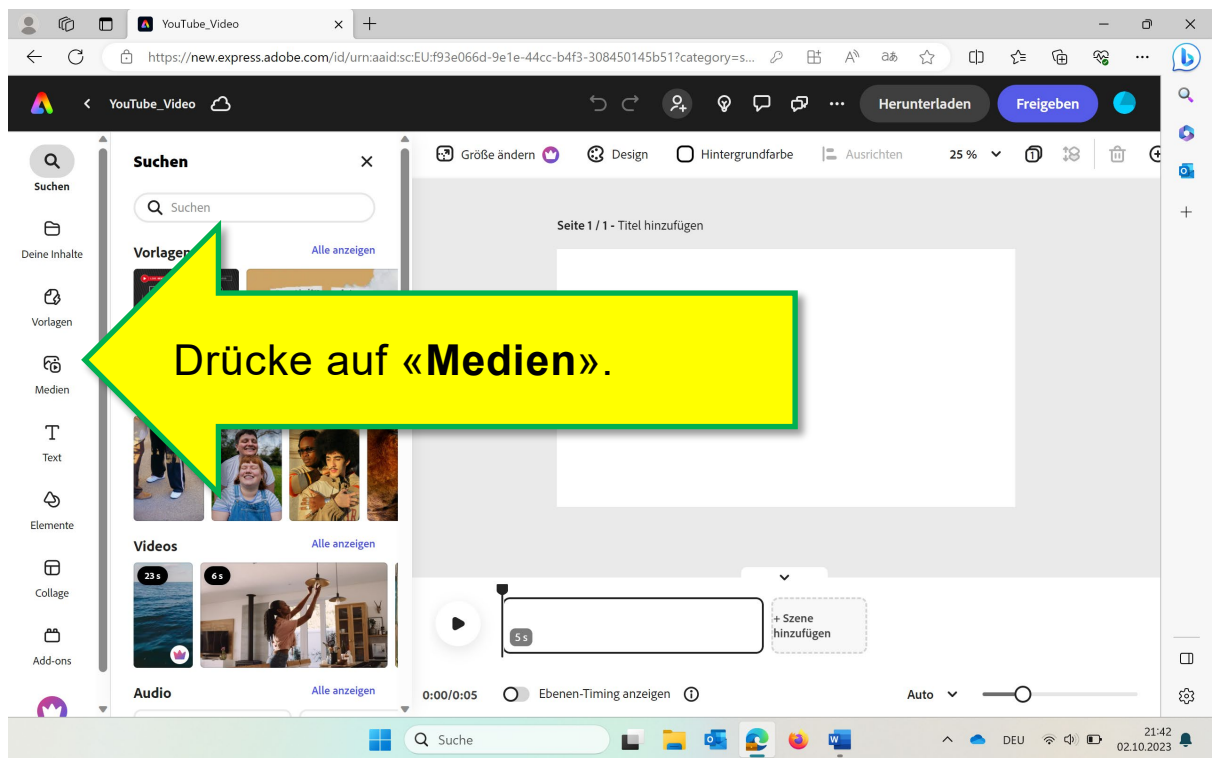 YouTube_Video
https://new.express.adobe.com/id/urn:aaid:sc:EU:f93e066d-9e1e-44cc-b4f3-308450145b51?category=s...
YouTube_Video
Herunterladen
Freigeben
Suchen
Deine Inhalte
Vorlagen
Medien
Text
Elemente
Collage
Add-ons
Suchen
Suchen
Vorlagen
Alle anzeigen
Videos
Alle anzeigen
23 s
6 s
Audio
Alle anzeigen
Größe ändern
Design
Hintergrundfarbe
Ausrichten
25 %
Seite 1 / 1 - Titel hinzufügen
Drücke auf «Medien».
5 s
+ Szene
hinzufügen
0:00/0:05
Ebenen-Timing anzeigen
Auto
Suche
DEU
21:42
02.10.2023